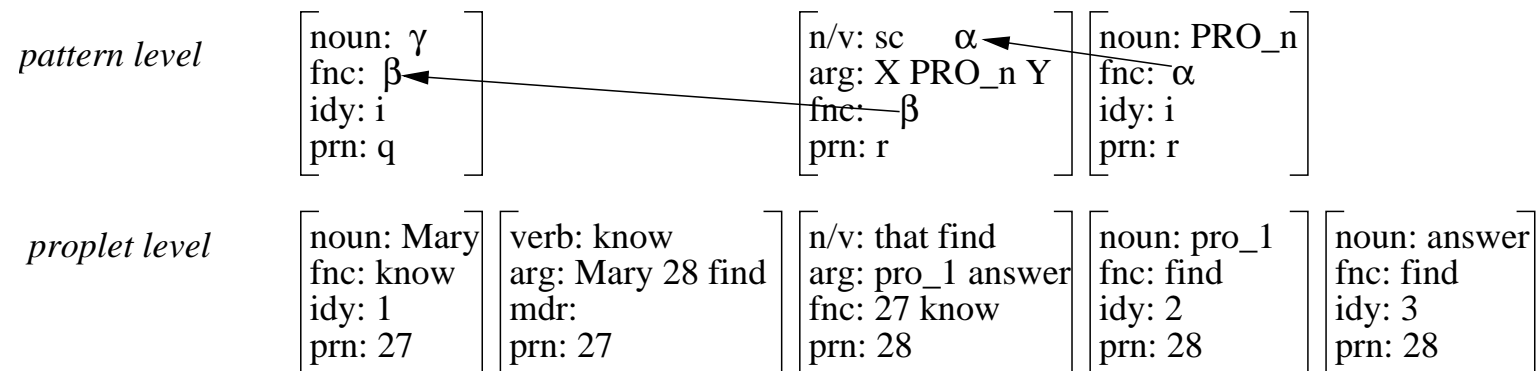 pattern level
noun: γ
fnc: β
idy: i
prn: q
n/v: sc α
arg: X PRO_n Y
fnc: β
prn: r
noun: PRO_n
fnc: α
idy: i
prn: r
proplet level
noun: Mary
fnc: know
idy: 1
prn: 27
verb: know
arg: Mary 28 find
mdr:
prn: 27
n/v: that find
arg: pro_1 answer
fnc: 27 know
prn: 28
noun: pro_1
fnc: find
idy: 2
prn: 28
noun: answer
fnc: find
idy: 3
prn: 28